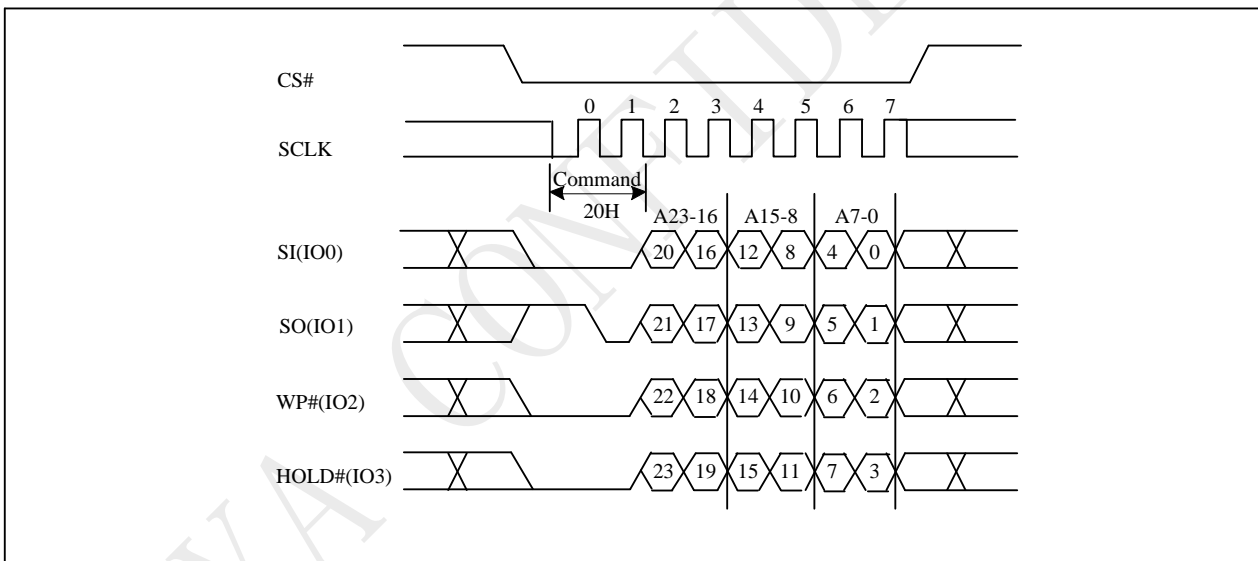 CS#
0 1 2 3 4 5 6 7
SCLK
Command
20H
A23-16 A15-8 A7-0
SI(IO0) 20 16 12 8 4 0
SO(IO1) 21 17 13 9 5 1
WP#(IO2) 22 18 14 10 6 2
HOLD#(IO3) 23 19 15 11 7 3